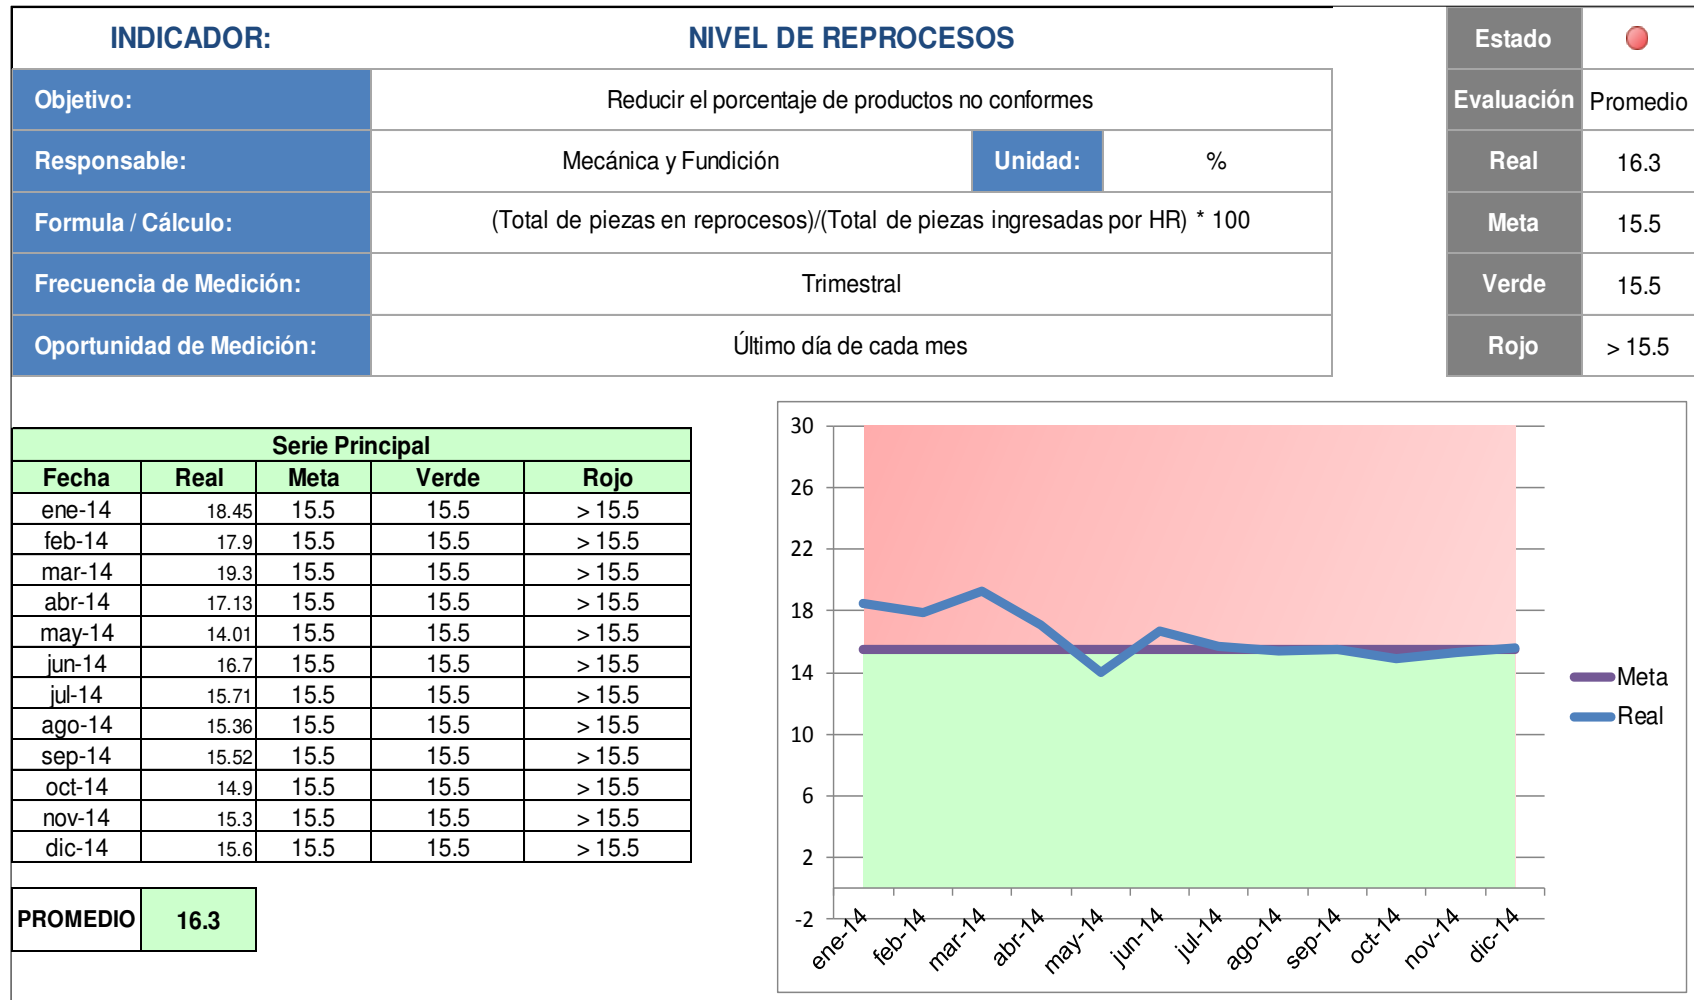 INDICADOR: NIVEL DE REPROCESOS
Objetivo: Reducir el porcentaje de productos no conformes
Responsable: Mecánica y Fundición Unidad: %
Formula / Cálculo: (Total de piezas en reprocesos)/(Total de piezas ingresadas por HR) * 100
Frecuencia de Medición: Trimestral
Oportunidad de Medición: Último día de cada mes
Estado
Evaluación Promedio
Real 16.3
Meta 15.5
Verde 15.5
Rojo > 15.5
Serie Principal
Fecha Real Meta Verde Rojo
ene-14 18.45 15.5 15.5 > 15.5
feb-14 17.9 15.5 15.5 > 15.5
mar-14 19.3 15.5 15.5 > 15.5
abr-14 17.13 15.5 15.5 > 15.5
may-14 14.01 15.5 15.5 > 15.5
jun-14 16.7 15.5 15.5 > 15.5
jul-14 15.71 15.5 15.5 > 15.5
ago-14 15.36 15.5 15.5 > 15.5
sep-14 15.52 15.5 15.5 > 15.5
oct-14 14.9 15.5 15.5 > 15.5
nov-14 15.3 15.5 15.5 > 15.5
dic-14 15.6 15.5 15.5 > 15.5
PROMEDIO 16.3
30
26
22
18
14
10
6
2
-2
ene-14 feb-14 mar-14 abr-14 may-14 jun-14 jul-14 ago-14 sep-14 oct-14 nov-14 dic-14
Meta
Real